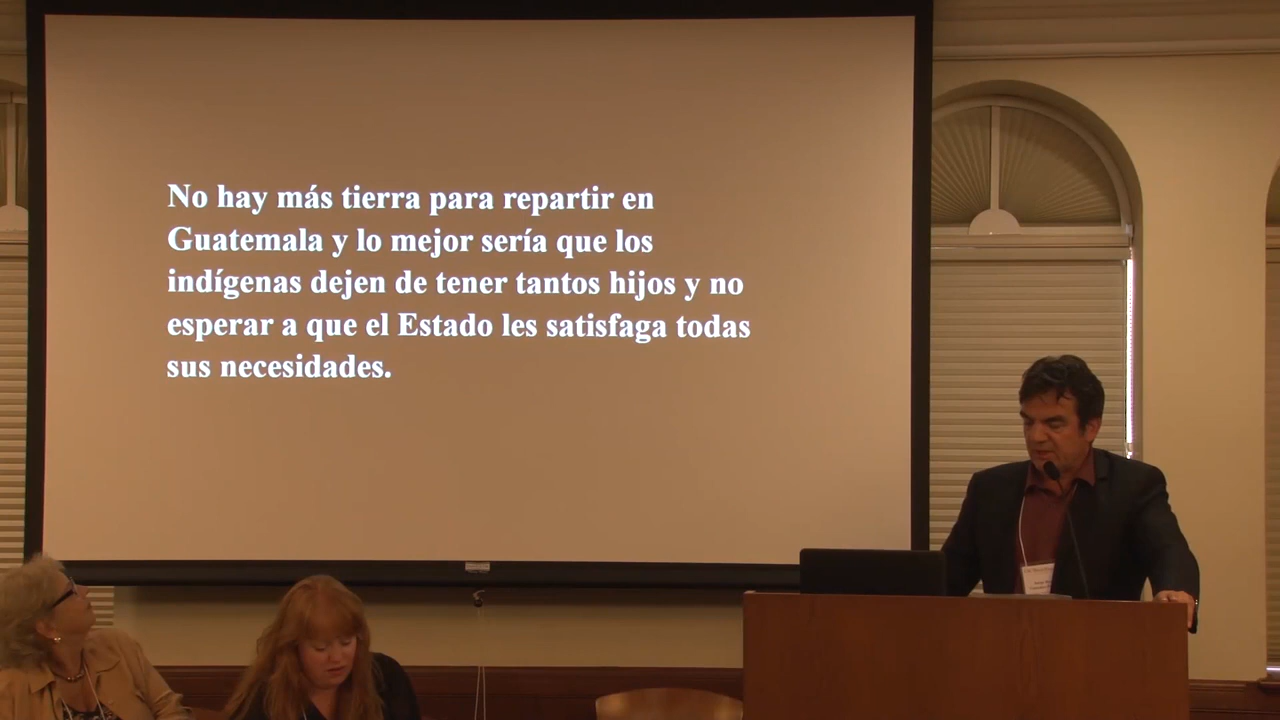 No hay más tierra para repartir en
Guatemala y lo mejor sería que los
indígenas dejen de tener tantos hijos y no
esperar a que el Estado les satisfaga todas
sus necesidades.